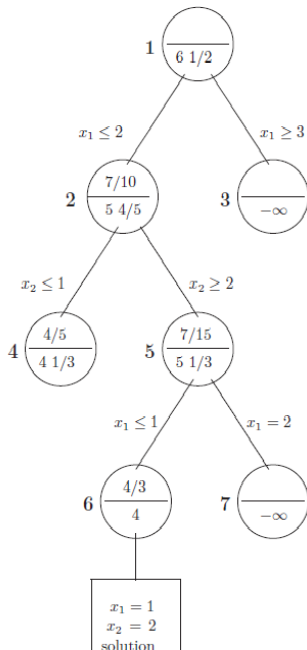 1
6 1/2
x₁ ≤ 2
x₁ ≥ 3
2
7/10
5 4/5
3
−∞
x₂ ≤ 1
x₂ ≥ 2
4
4/5
4 1/3
5
7/15
5 1/3
x₁ ≤ 1
x₁ = 2
6
4/3
4
7
−∞
x₁ = 1
x₂ = 2
solution